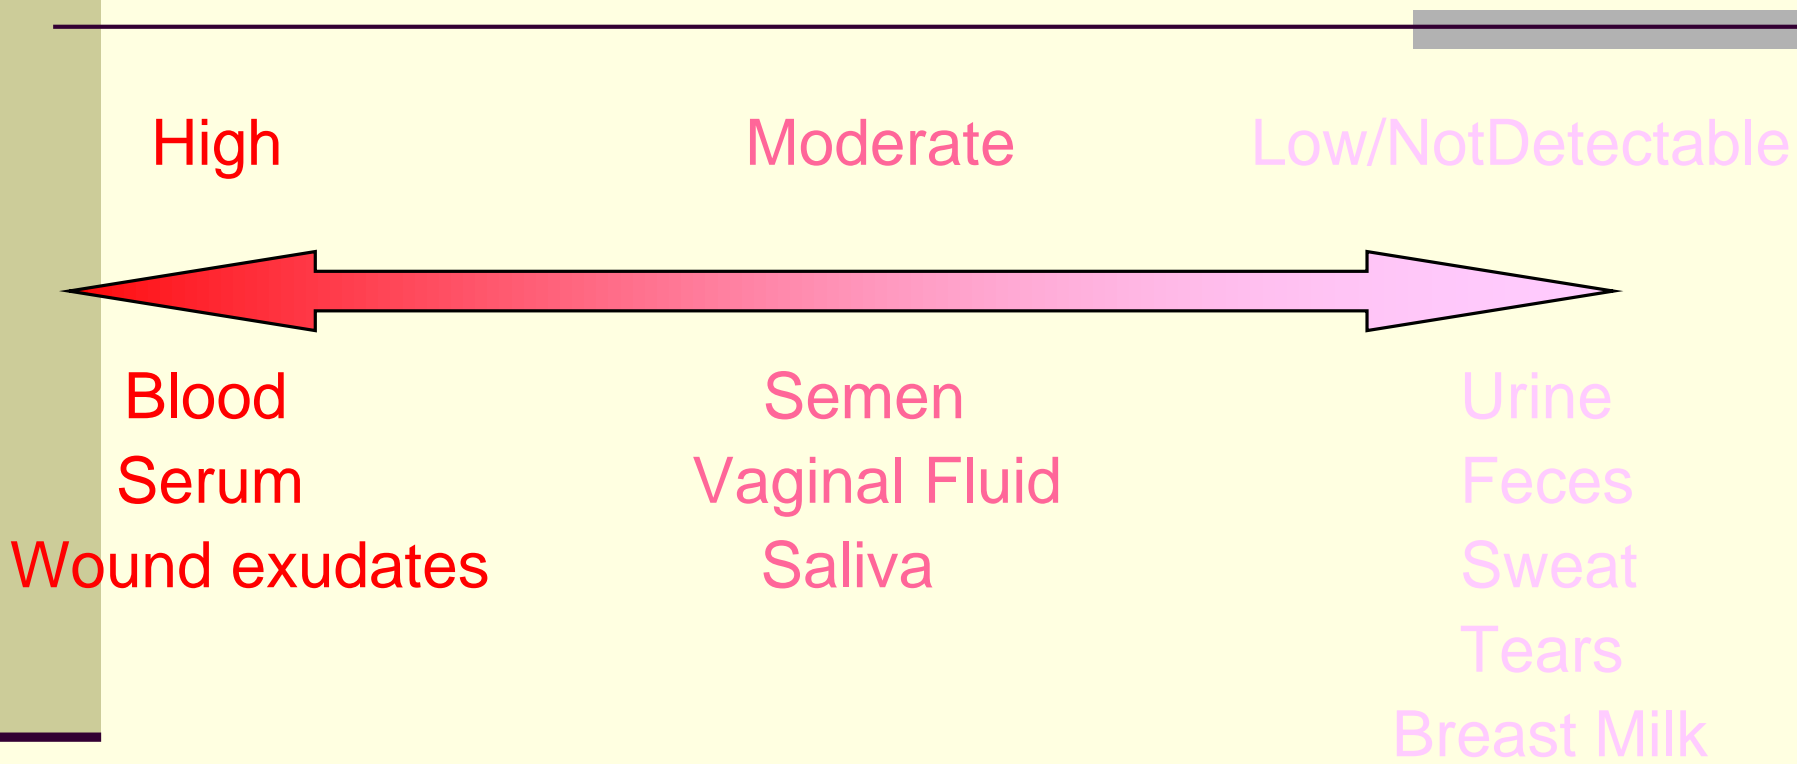 High Moderate Low/NotDetectable
Blood Semen Urine
Serum Vaginal Fluid Feces
Wound exudates Saliva Sweat
Tears
Breast Milk